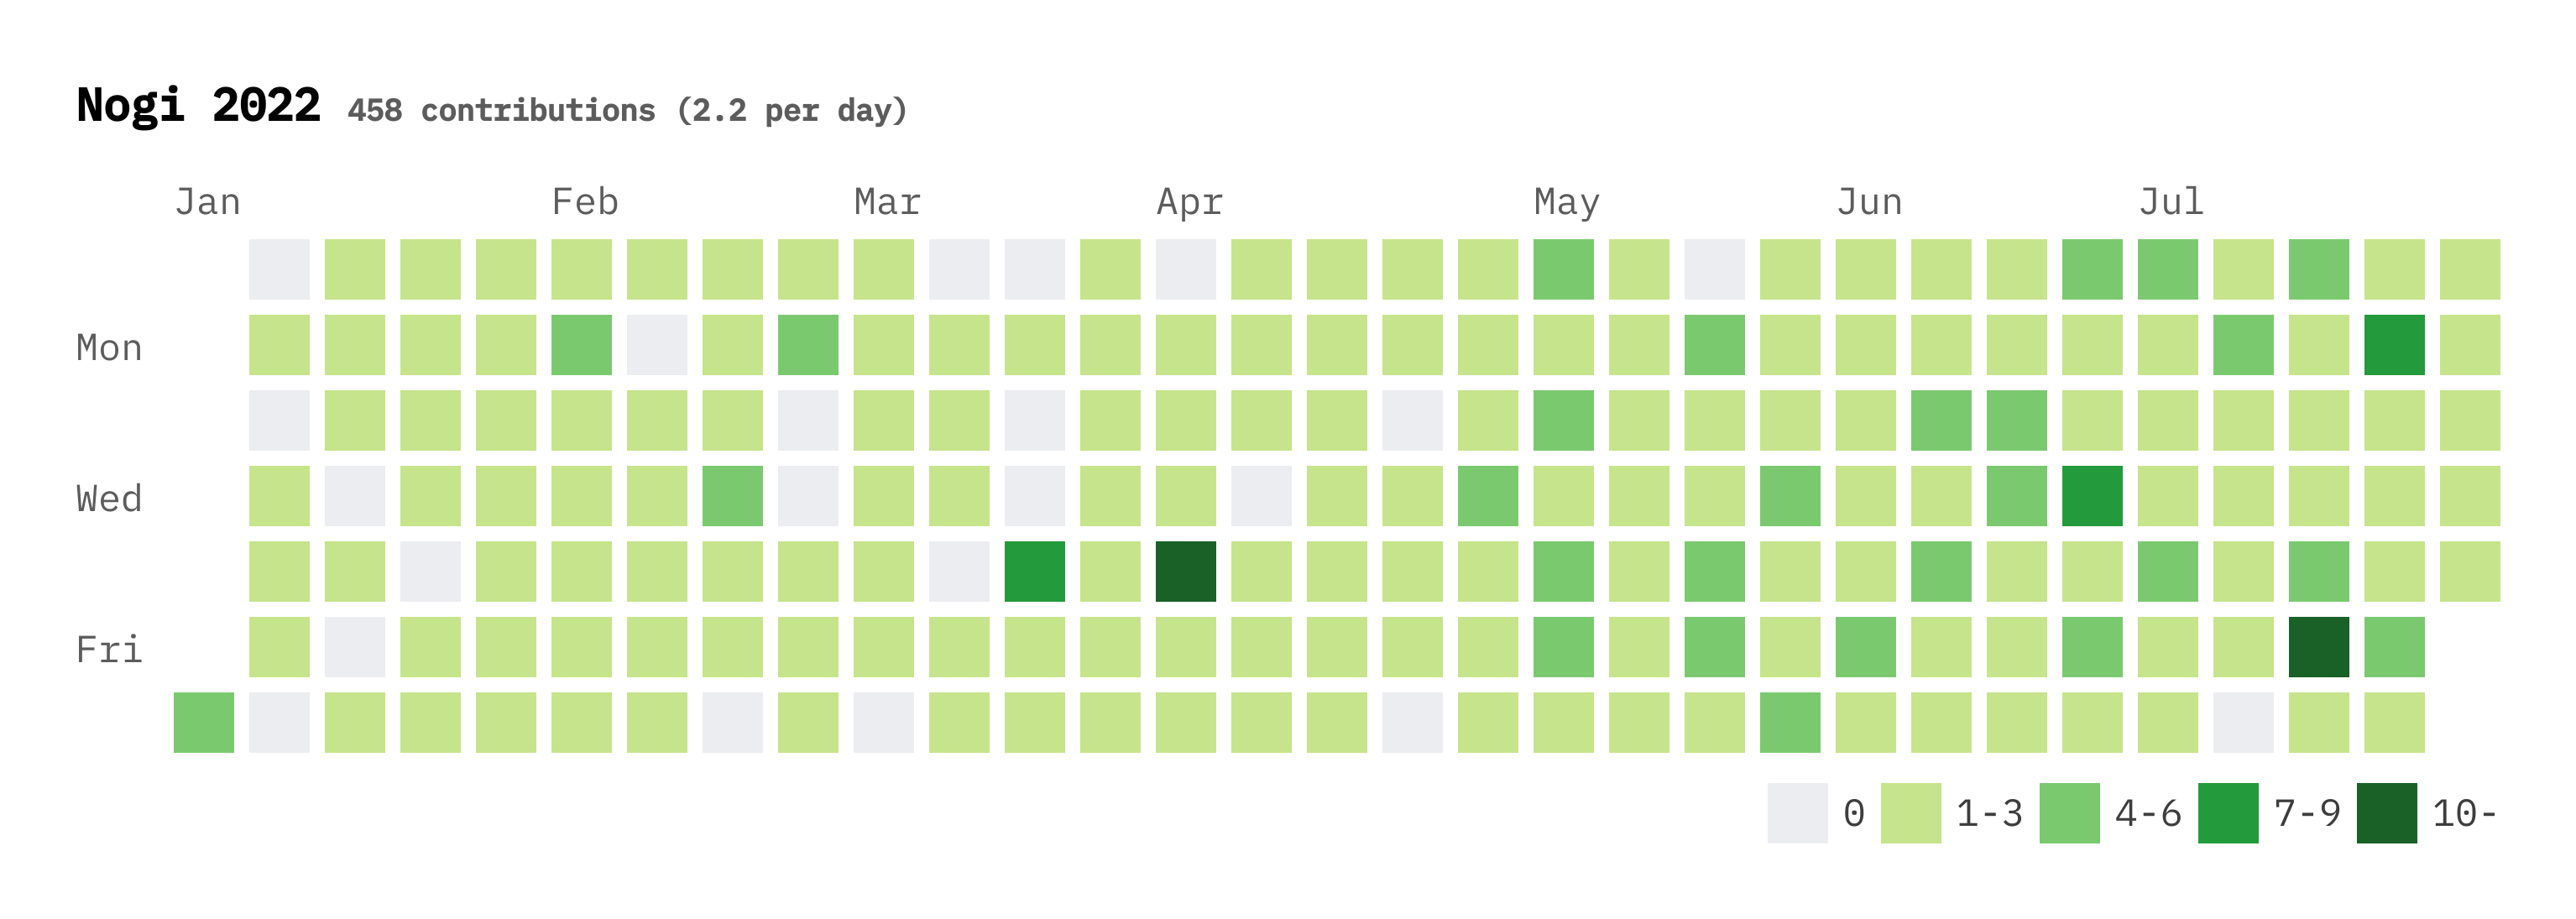 Nogi 2022 458 contributions (2.2 per day)
Jan Feb Mar Apr May Jun Jul
Mon
Wed
Fri
0 1-3 4-6 7-9 10-